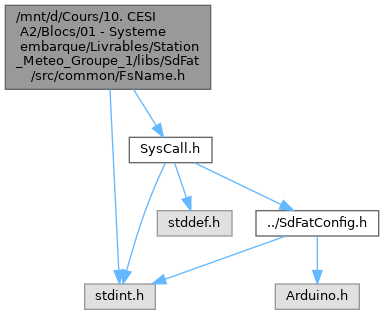 /mnt/d/Cours/10. CESI
A2/Blocs/01 - Systeme
embarque/Livrables/Station
_Meteo_Groupe_1/libs/SdFat
/src/common/FsName.h
SysCall.h
stddef.h
../SdFatConfig.h
stdint.h
Arduino.h